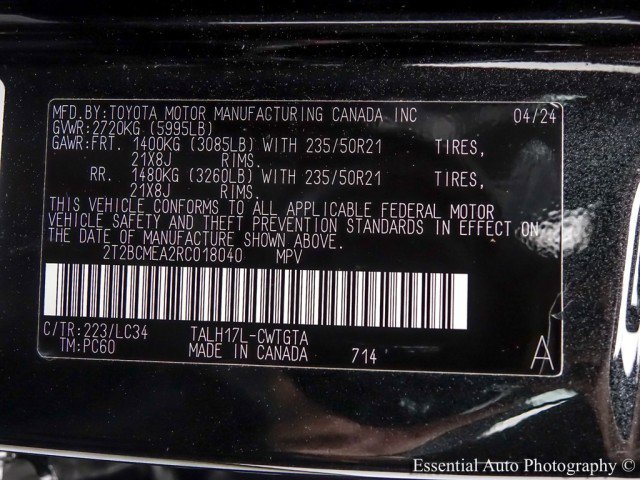 MFD.BY:TOYOTA MOTOR MANUFACTURING CANADA INC 04/24
GVWR:2720KG (5995LB)
GAWR:FRT. 1400KG (3085LB) WITH 235/50R21 TIRES,
21X8J RIMS.
RR. 1480KG (3260LB) WITH 235/50R21 TIRES,
21X8J RIMS.
THIS VEHICLE CONFORMS TO ALL APPLICABLE FEDERAL MOTOR
VEHICLE SAFETY AND THEFT PREVENTION STANDARDS IN EFFECT ON
THE DATE OF MANUFACTURE SHOWN ABOVE.
2T2BCMEA2RC018040 MPV
C/TR:223/LC34 TALH17L-CWTGTA
TM:PC60 MADE IN CANADA 714 A
Essential Auto Photography ©